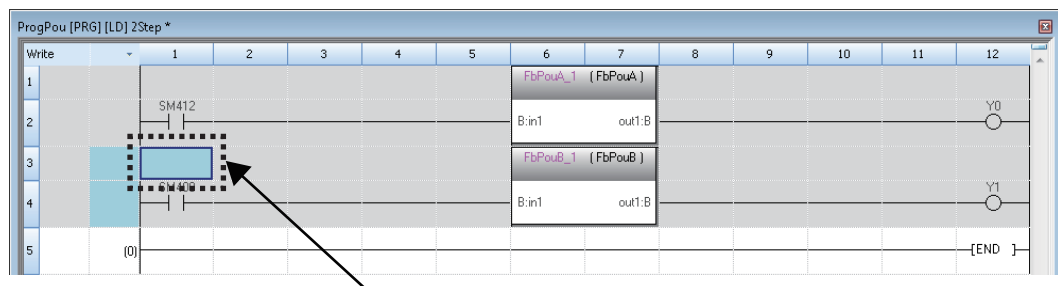 ProgPou [PRG] [LD] 2Step *
Write 1 2 3 4 5 6 7 8 9 10 11 12
1 FbPouA_1 (FbPouA)
SM412 Y0
2 B:in1 out1:B
3 FbPouB_1 (FbPouB)
SM409 Y1
4 B:in1 out1:B
5 (0) [END ]